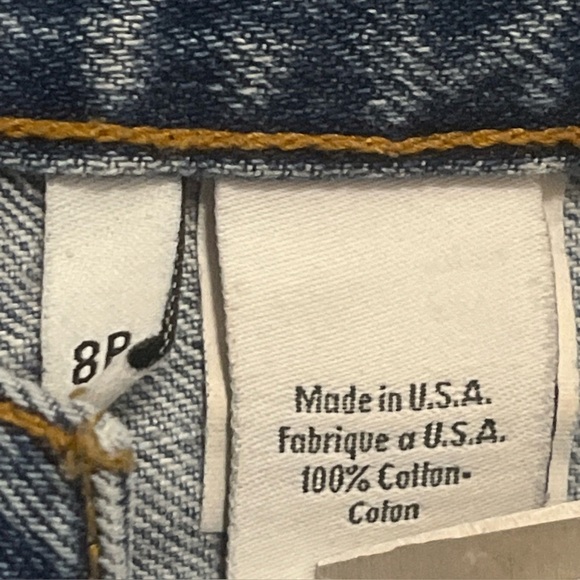 8P
Made in U.S.A.
Fabrique a U.S.A.
100% Cotton-
Coton